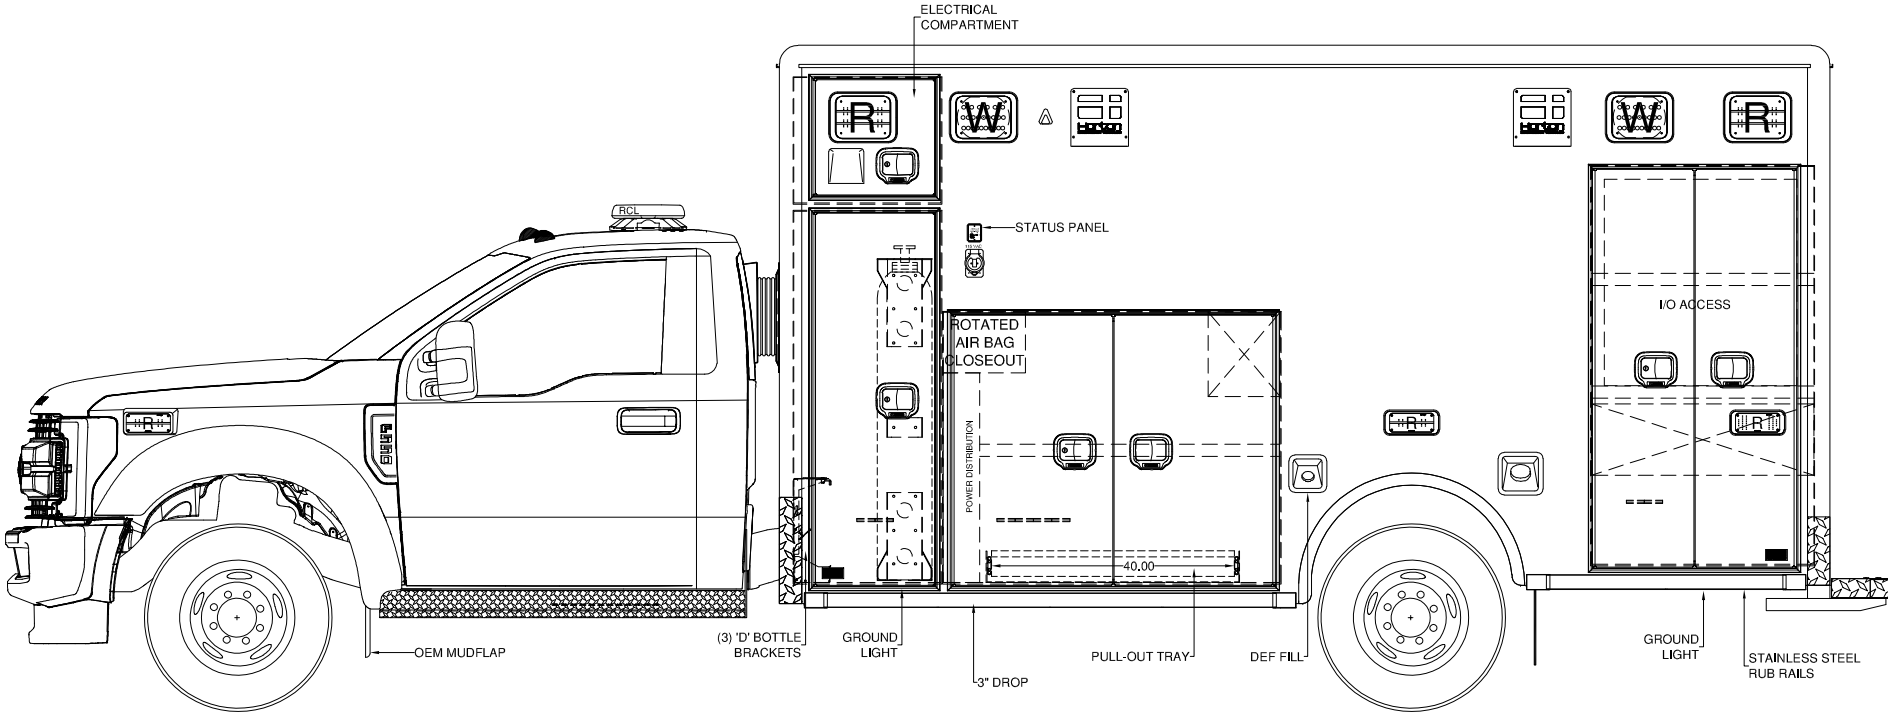 ELECTRICAL
COMPARTMENT
R
W
Horton
Horton
W
R
RCL
STATUS PANEL
I/O ACCESS
ROTATED
AIR BAG
CLOSEOUT
R
F-550
R
R
POWER DISTRIBUTION
40.00
(3) 'D' BOTTLE
BRACKETS
GROUND
LIGHT
OEM MUDFLAP
PULL-OUT TRAY
DEF FILL
3" DROP
GROUND
LIGHT
STAINLESS STEEL
RUB RAILS